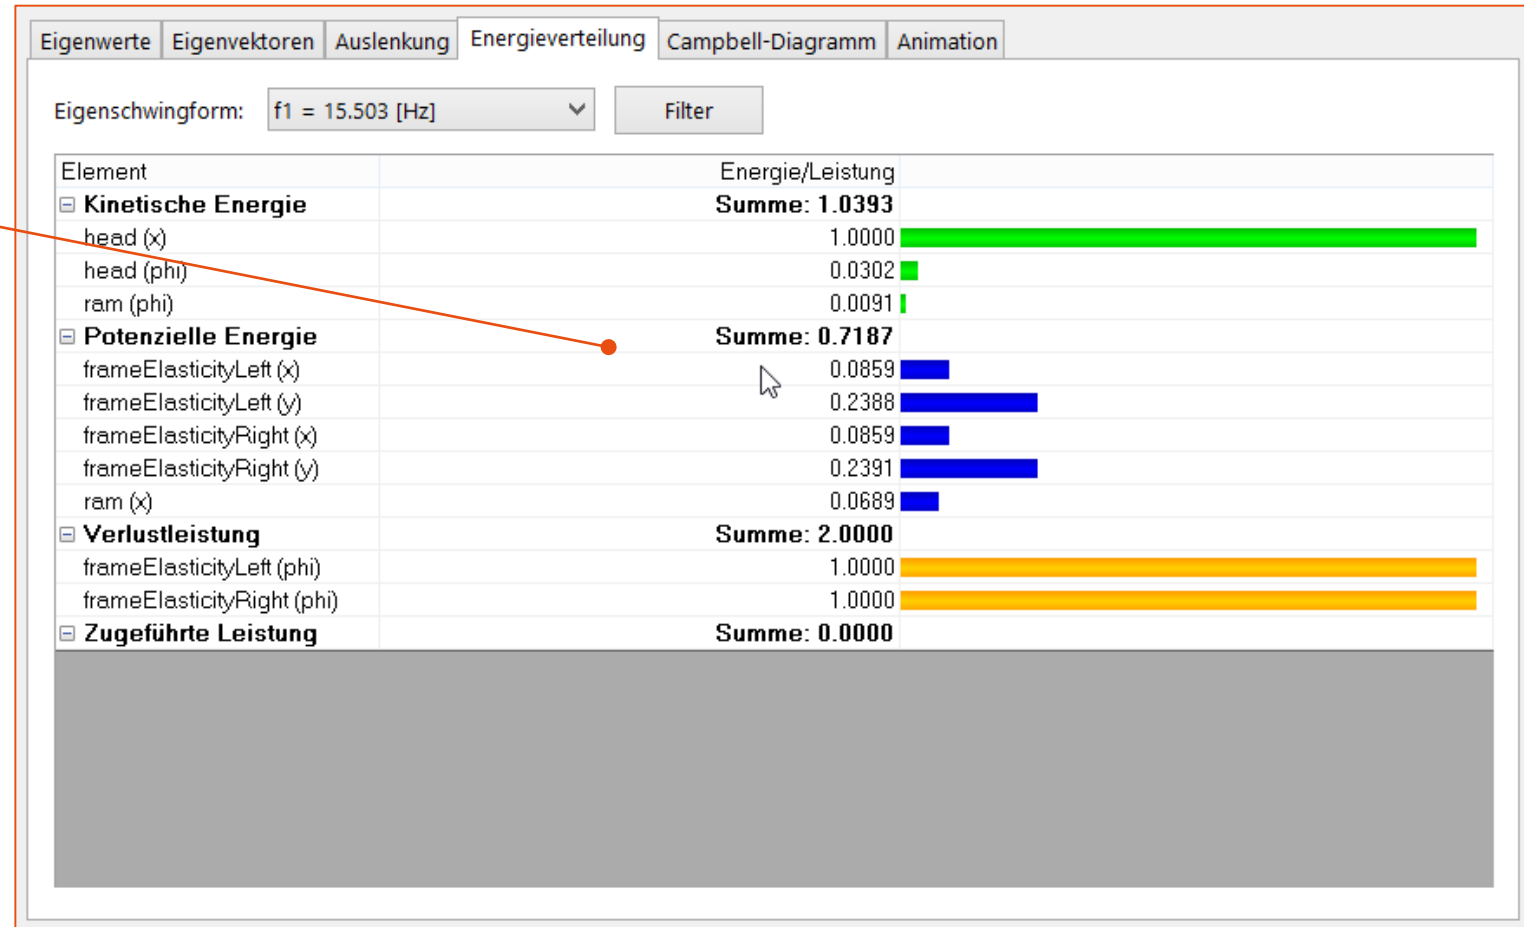 Eigenwerte Eigenvektoren Auslenkung Energieverteilung Campbell-Diagramm Animation
Eigenschwingform: f1 = 15.503 [Hz] Filter
Element Energie/Leistung
Kinetische Energie Summe: 1.0393
head (x) 1.0000
head (phi) 0.0302
ram (phi) 0.0091
Potenzielle Energie Summe: 0.7187
frameElasticityLeft (x) 0.0859
frameElasticityLeft (y) 0.2388
frameElasticityRight (x) 0.0859
frameElasticityRight (y) 0.2391
ram (x) 0.0689
Verlustleistung Summe: 2.0000
frameElasticityLeft (phi) 1.0000
frameElasticityRight (phi) 1.0000
Zugeführte Leistung Summe: 0.0000